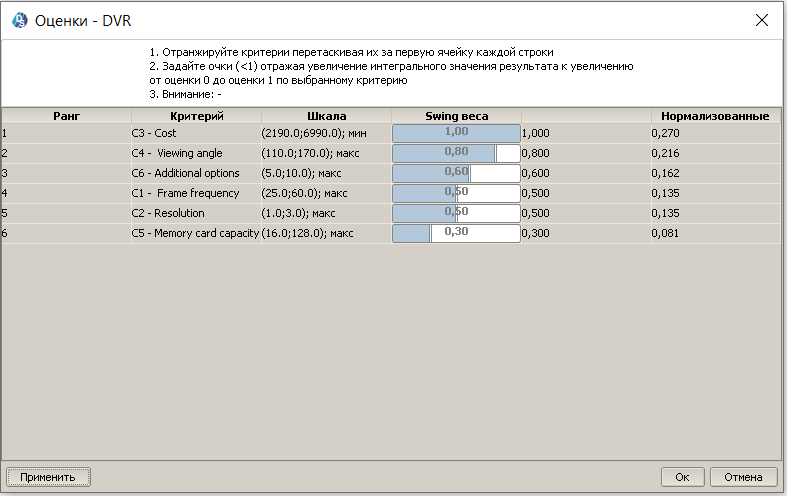 Оценки - DVR
1. Отранжируйте критерии перетаскивая их за первую ячейку каждой строки
2. Задайте очки (<1) отражая увеличение интегрального значения результата к увеличению
от оценки 0 до оценки 1 по выбранному критерию
3. Внимание: -
Ранг Критерий Шкала Swing веса Нормализованные
1 C3 - Cost (2190.0;6990.0); мин 1,00 1,000 0,270
2 C4 - Viewing angle (110.0;170.0); макс 0,80 0,800 0,216
3 C6 - Additional options (5.0;10.0); макс 0,60 0,600 0,162
4 C1 - Frame frequency (25.0;60.0); макс 0,50 0,500 0,135
5 C2 - Resolution (1.0;3.0); макс 0,50 0,500 0,135
6 C5 - Memory card capacity (16.0;128.0); макс 0,30 0,300 0,081
Применить Ок Отмена